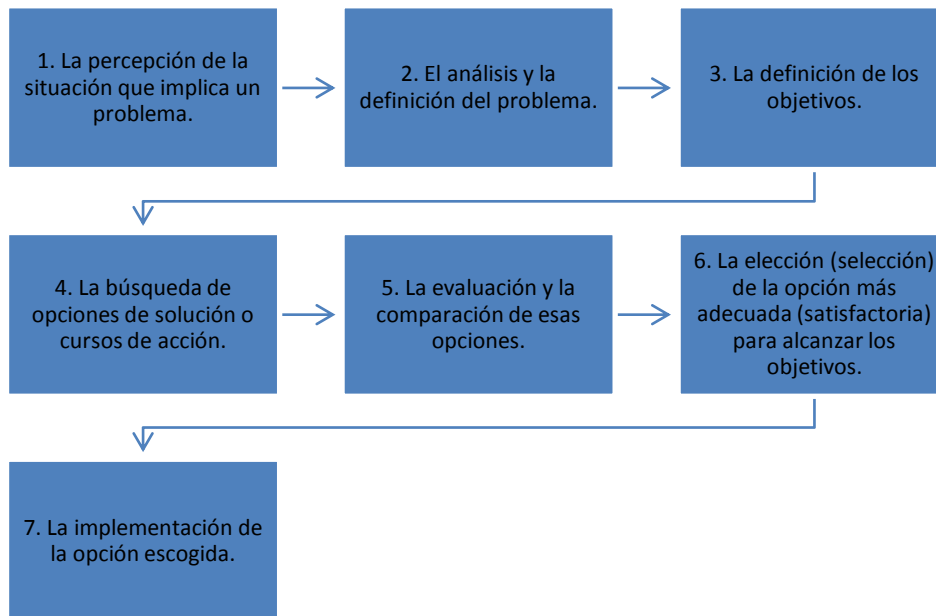 1. La percepción de la
situación que implica un
problema.
2. El análisis y la
definición del problema.
3. La definición de los
objetivos.
4. La búsqueda de
opciones de solución o
cursos de acción.
5. La evaluación y la
comparación de esas
opciones.
6. La elección (selección)
de la opción más
adecuada (satisfactoria)
para alcanzar los
objetivos.
7. La implementación de
la opción escogida.